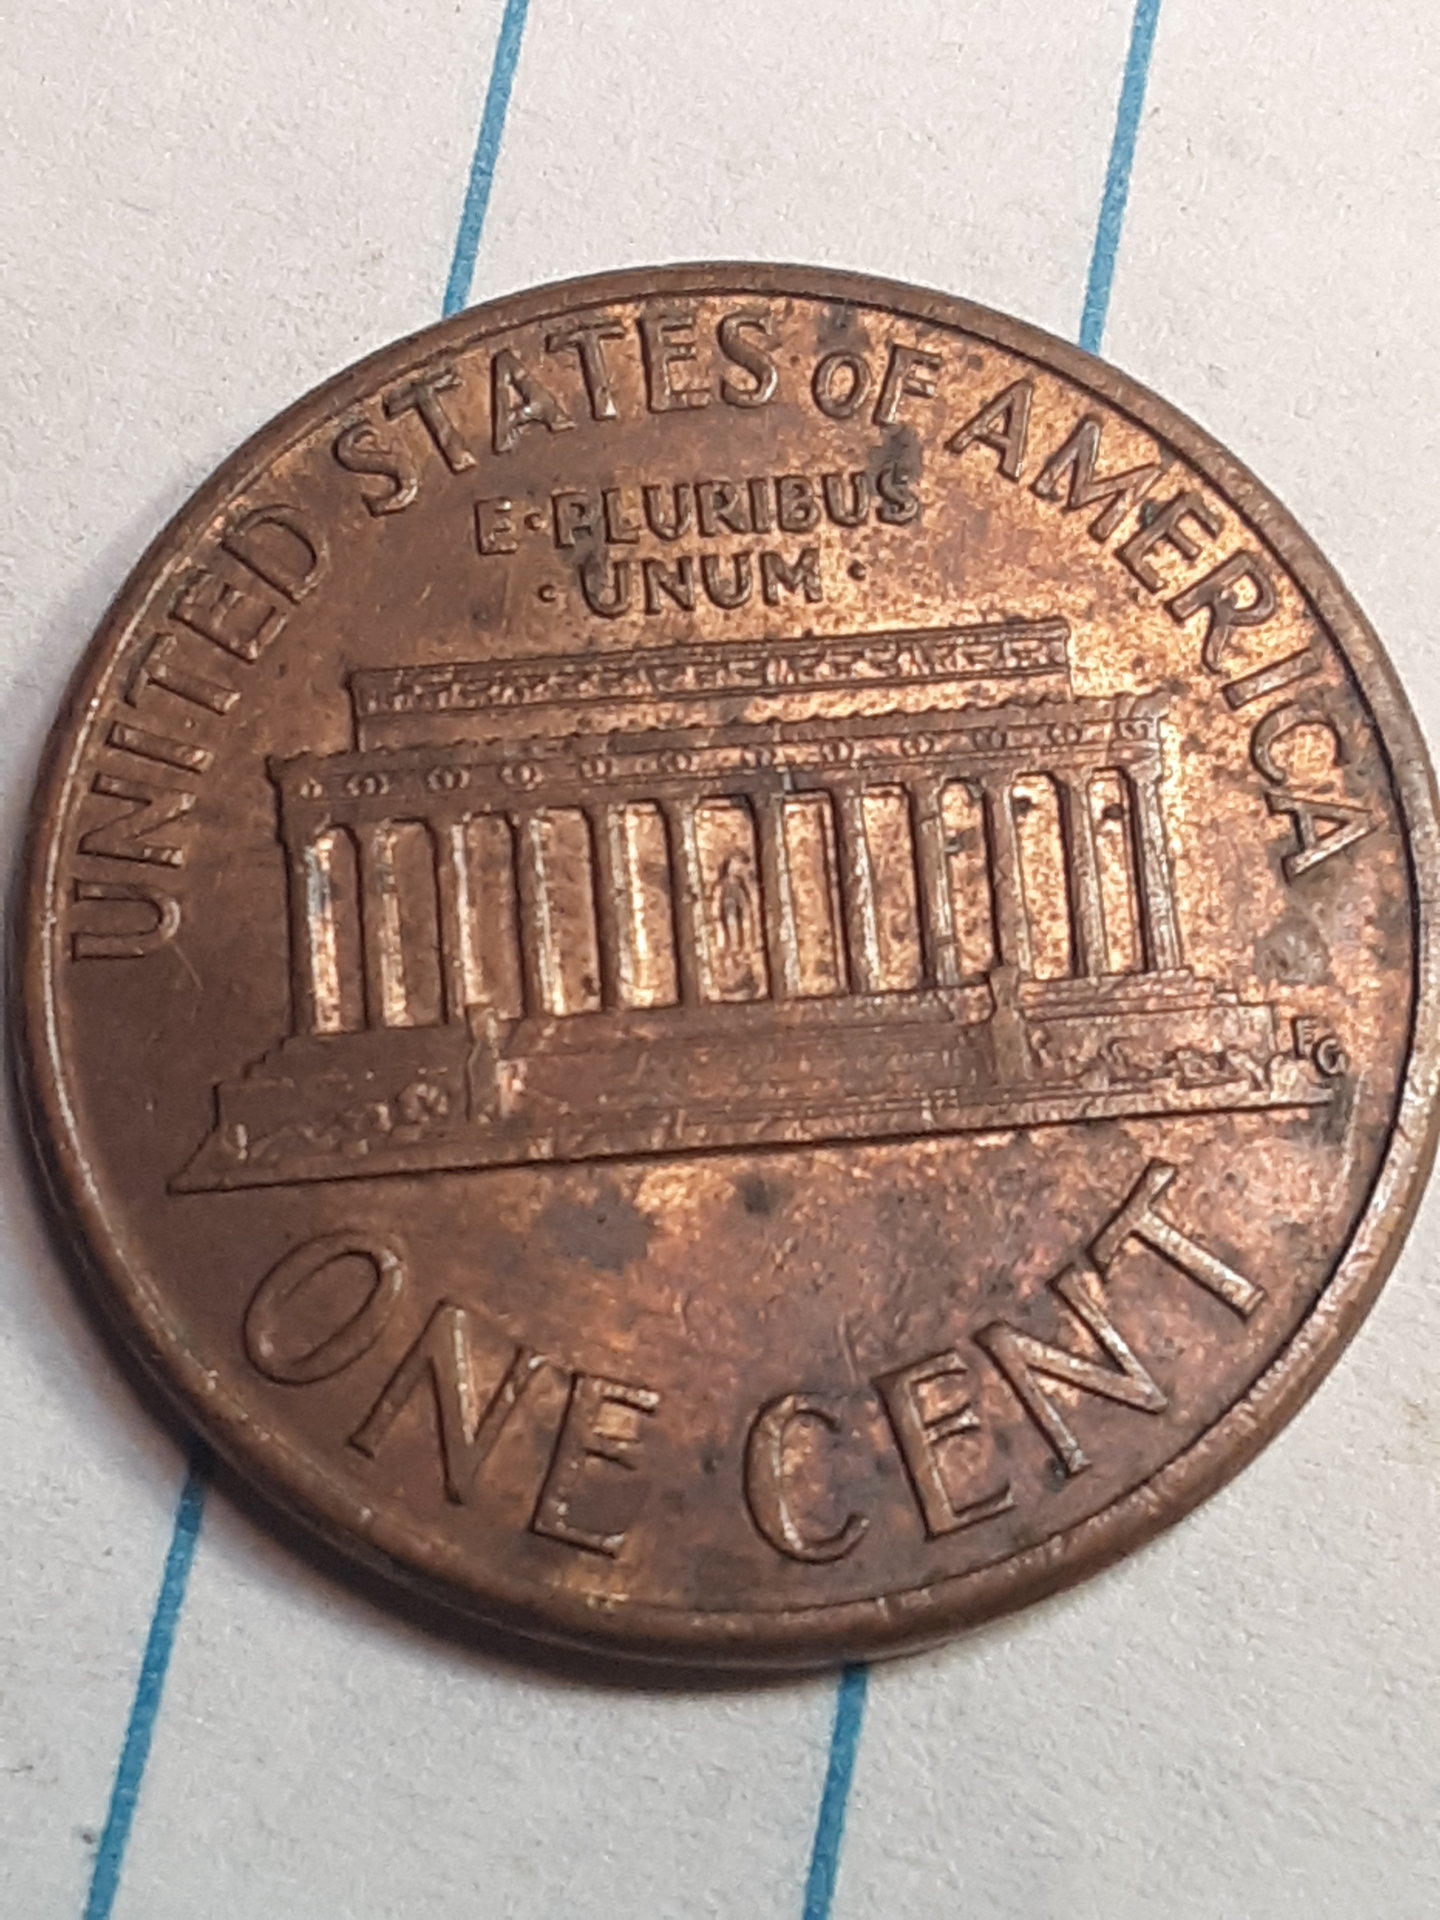 UNITED STATES OF AMERICA
E·PLURIBUS
·UNUM·
FG
ONE CENT